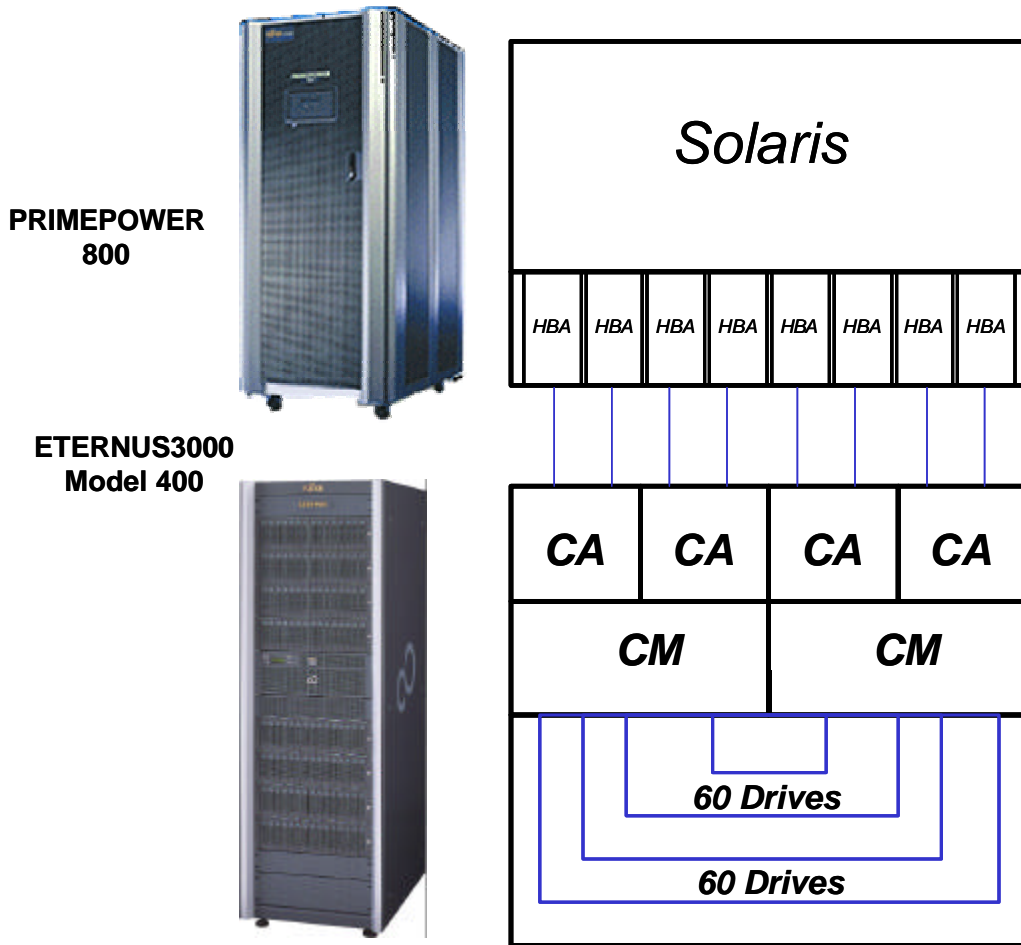 PRIMEPOWER
800
Solaris
HBA HBA HBA HBA HBA HBA HBA HBA
ETERNUS3000
Model 400
CA CA CA CA
CM CM
60 Drives
60 Drives